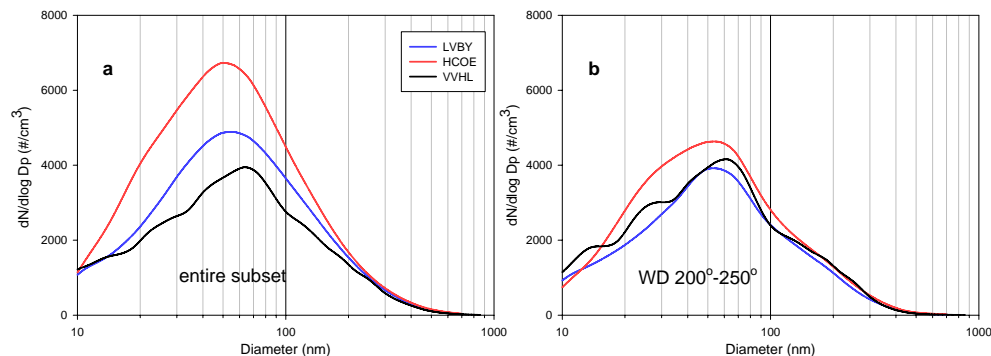 8000
6000
4000
2000
0
dN/dlog Dp (#/cm³)
a
LVBY
HCOE
VVHL
entire subset
10
100
1000
Diameter (nm)
8000
6000
4000
2000
0
dN/dlog Dp (#/cm³)
b
WD 200°-250°
10
100
1000
Diameter (nm)